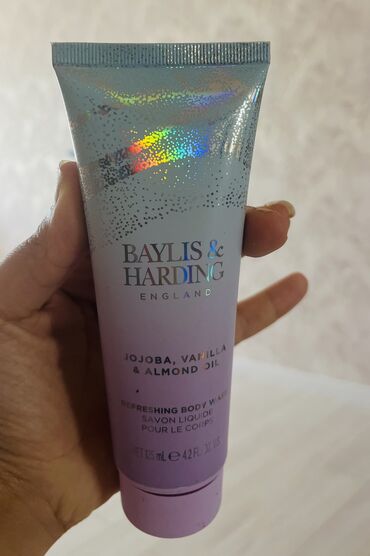 BAYLIS &
HARDING
ENGLAND
JOJOBA, VANILLA
& ALMOND OIL
REFRESHING BODY WASH
SAVON LIQUIDE
POUR LE CORPS
NET 125 mL ℮ 4.2 FL. OZ. U.S.